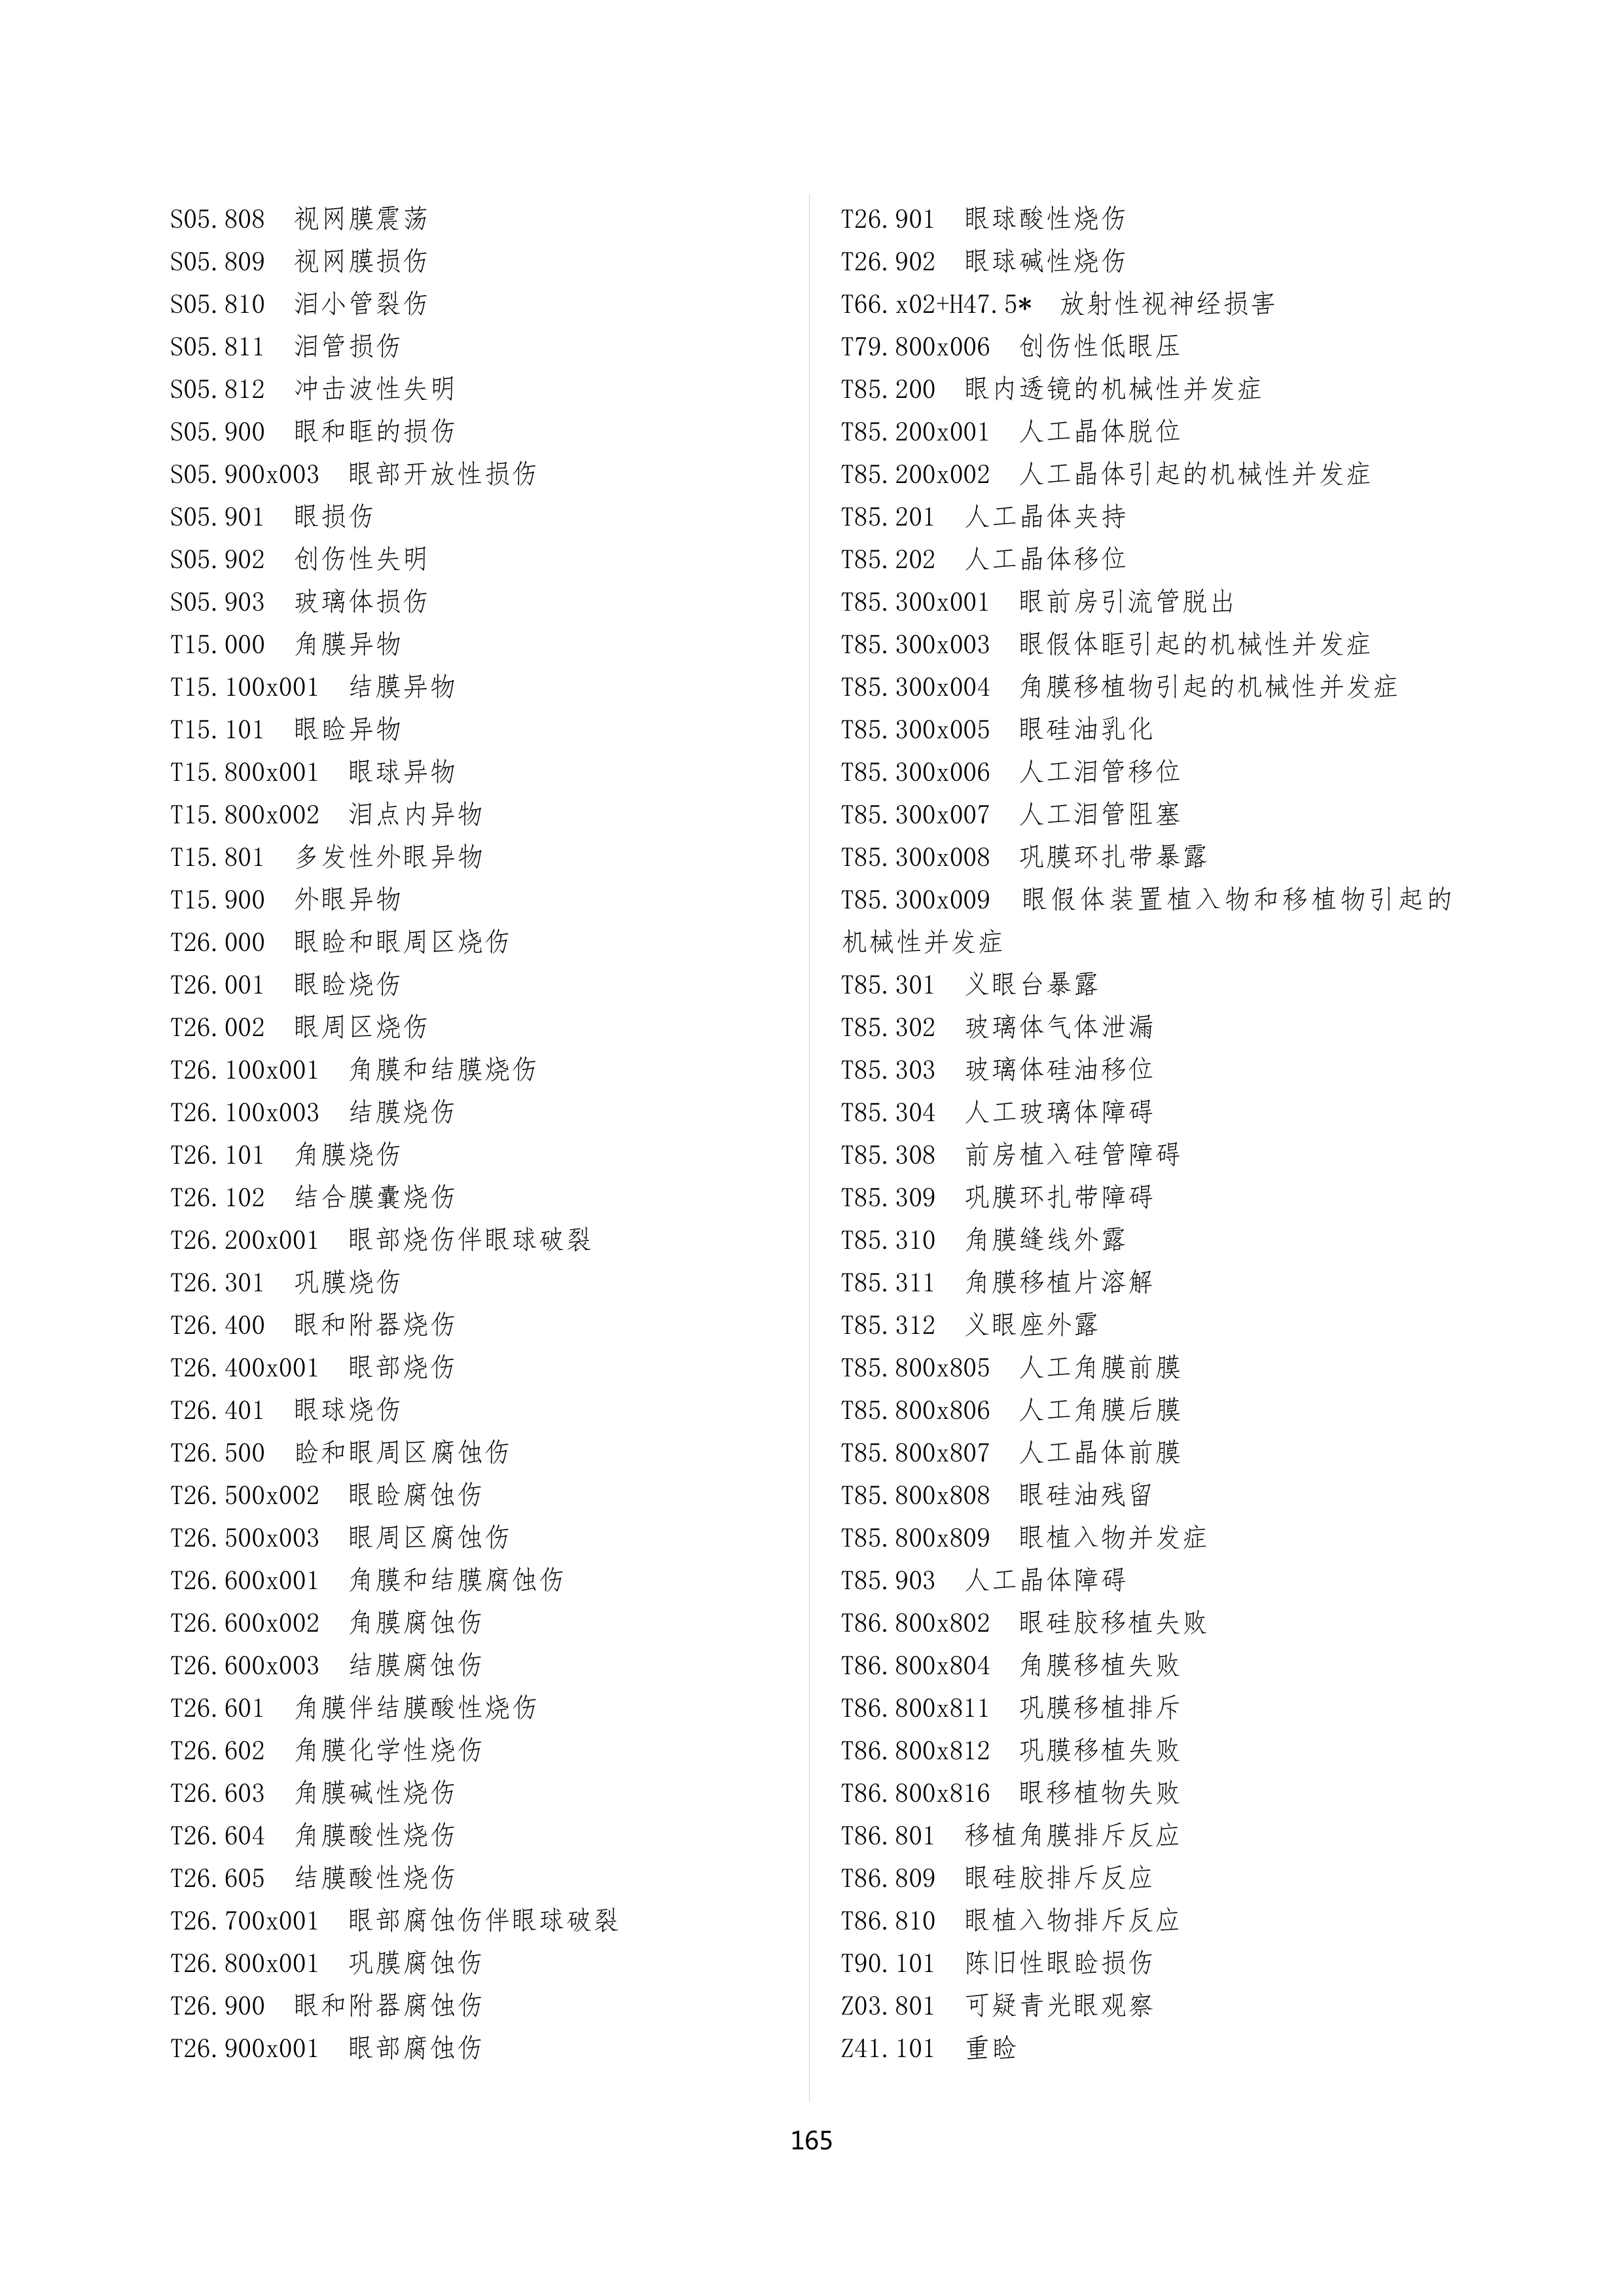 S05.808 视网膜震荡
S05.809 视网膜损伤
S05.810 泪小管裂伤
S05.811 泪管损伤
S05.812 冲击波性失明
S05.900 眼和眶的损伤
S05.900x003 眼部开放性损伤
S05.901 眼损伤
S05.902 创伤性失明
S05.903 玻璃体损伤
T15.000 角膜异物
T15.100x001 结膜异物
T15.101 眼睑异物
T15.800x001 眼球异物
T15.800x002 泪点内异物
T15.801 多发性外眼异物
T15.900 外眼异物
T26.000 眼睑和眼周区烧伤
T26.001 眼睑烧伤
T26.002 眼周区烧伤
T26.100x001 角膜和结膜烧伤
T26.100x003 结膜烧伤
T26.101 角膜烧伤
T26.102 结合膜囊烧伤
T26.200x001 眼部烧伤伴眼球破裂
T26.301 巩膜烧伤
T26.400 眼和附器烧伤
T26.400x001 眼部烧伤
T26.401 眼球烧伤
T26.500 睑和眼周区腐蚀伤
T26.500x002 眼睑腐蚀伤
T26.500x003 眼周区腐蚀伤
T26.600x001 角膜和结膜腐蚀伤
T26.600x002 角膜腐蚀伤
T26.600x003 结膜腐蚀伤
T26.601 角膜伴结膜酸性烧伤
T26.602 角膜化学性烧伤
T26.603 角膜碱性烧伤
T26.604 角膜酸性烧伤
T26.605 结膜酸性烧伤
T26.700x001 眼部腐蚀伤伴眼球破裂
T26.800x001 巩膜腐蚀伤
T26.900 眼和附器腐蚀伤
T26.900x001 眼部腐蚀伤
T26.901 眼球酸性烧伤
T26.902 眼球碱性烧伤
T66.x02+H47.5* 放射性视神经损害
T79.800x006 创伤性低眼压
T85.200 眼内透镜的机械性并发症
T85.200x001 人工晶体脱位
T85.200x002 人工晶体引起的机械性并发症
T85.201 人工晶体夹持
T85.202 人工晶体移位
T85.300x001 眼前房引流管脱出
T85.300x003 眼假体眶引起的机械性并发症
T85.300x004 角膜移植物引起的机械性并发症
T85.300x005 眼硅油乳化
T85.300x006 人工泪管移位
T85.300x007 人工泪管阻塞
T85.300x008 巩膜环扎带暴露
T85.300x009 眼假体装置植入物和移植物引起的
机械性并发症
T85.301 义眼台暴露
T85.302 玻璃体气体泄漏
T85.303 玻璃体硅油移位
T85.304 人工玻璃体障碍
T85.308 前房植入硅管障碍
T85.309 巩膜环扎带障碍
T85.310 角膜缝线外露
T85.311 角膜移植片溶解
T85.312 义眼座外露
T85.800x805 人工角膜前膜
T85.800x806 人工角膜后膜
T85.800x807 人工晶体前膜
T85.800x808 眼硅油残留
T85.800x809 眼植入物并发症
T85.903 人工晶体障碍
T86.800x802 眼硅胶移植失败
T86.800x804 角膜移植失败
T86.800x811 巩膜移植排斥
T86.800x812 巩膜移植失败
T86.800x816 眼移植物失败
T86.801 移植角膜排斥反应
T86.809 眼硅胶排斥反应
T86.810 眼植入物排斥反应
T90.101 陈旧性眼睑损伤
Z03.801 可疑青光眼观察
Z41.101 重睑
165